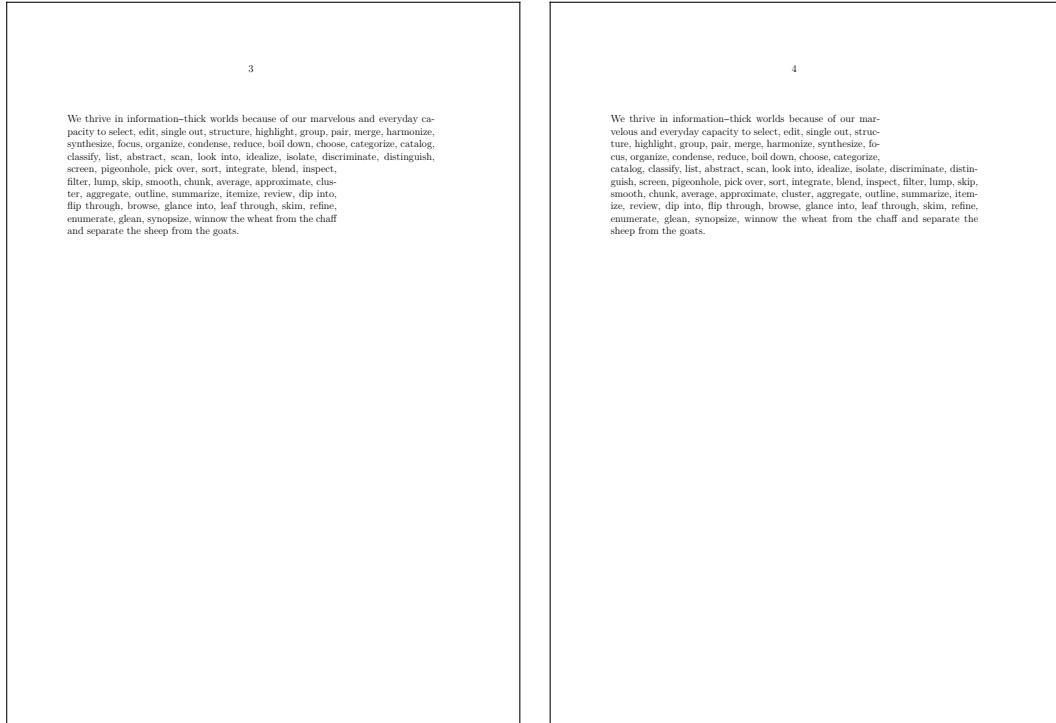 3
We thrive in information–thick worlds because of our marvelous and everyday ca-
pacity to select, edit, single out, structure, highlight, group, pair, merge, harmonize,
synthesize, focus, organize, condense, reduce, boil down, choose, categorize, catalog,
classify, list, abstract, scan, look into, idealize, isolate, discriminate, distinguish,
screen, pigeonhole, pick over, sort, integrate, blend, inspect,
filter, lump, skip, smooth, chunk, average, approximate, clus-
ter, aggregate, outline, summarize, itemize, review, dip into,
flip through, browse, glance into, leaf through, skim, refine,
enumerate, glean, synopsize, winnow the wheat from the chaff
and separate the sheep from the goats.
4
We thrive in information–thick worlds because of our mar-
velous and everyday capacity to select, edit, single out, struc-
ture, highlight, group, pair, merge, harmonize, synthesize, fo-
cus, organize, condense, reduce, boil down, choose, categorize,
catalog, classify, list, abstract, scan, look into, idealize, isolate, discriminate, distin-
guish, screen, pigeonhole, pick over, sort, integrate, blend, inspect, filter, lump, skip,
smooth, chunk, average, approximate, cluster, aggregate, outline, summarize, item-
ize, review, dip into, flip through, browse, glance into, leaf through, skim, refine,
enumerate, glean, synopsize, winnow the wheat from the chaff and separate the
sheep from the goats.